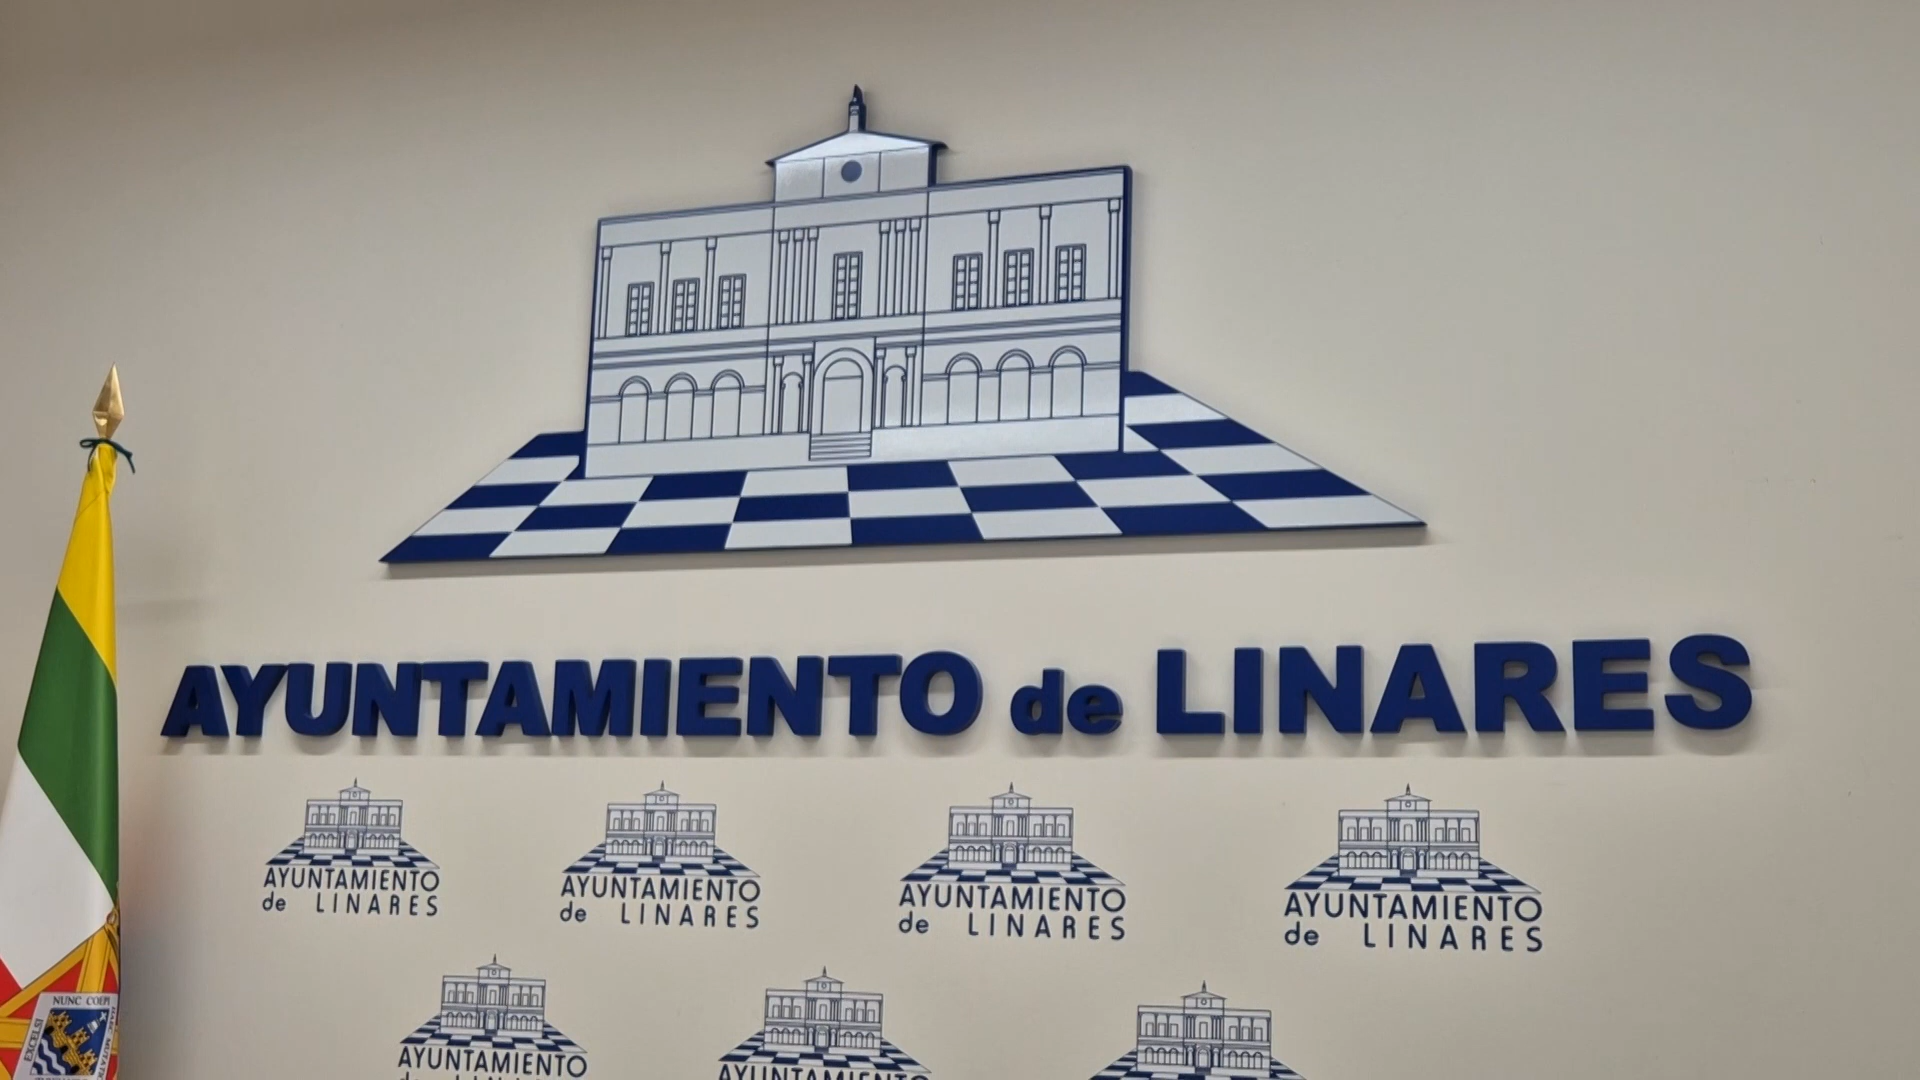 AYUNTAMIENTO de LINARES
AYUNTAMIENTO
de LINARES
AYUNTAMIENTO
de LINARES
AYUNTAMIENTO
de LINARES
AYUNTAMIENTO
de LINARES
AYUNTAMIENTO
AYUNTAMIENTO
NUNC COEPI
EXCELSI